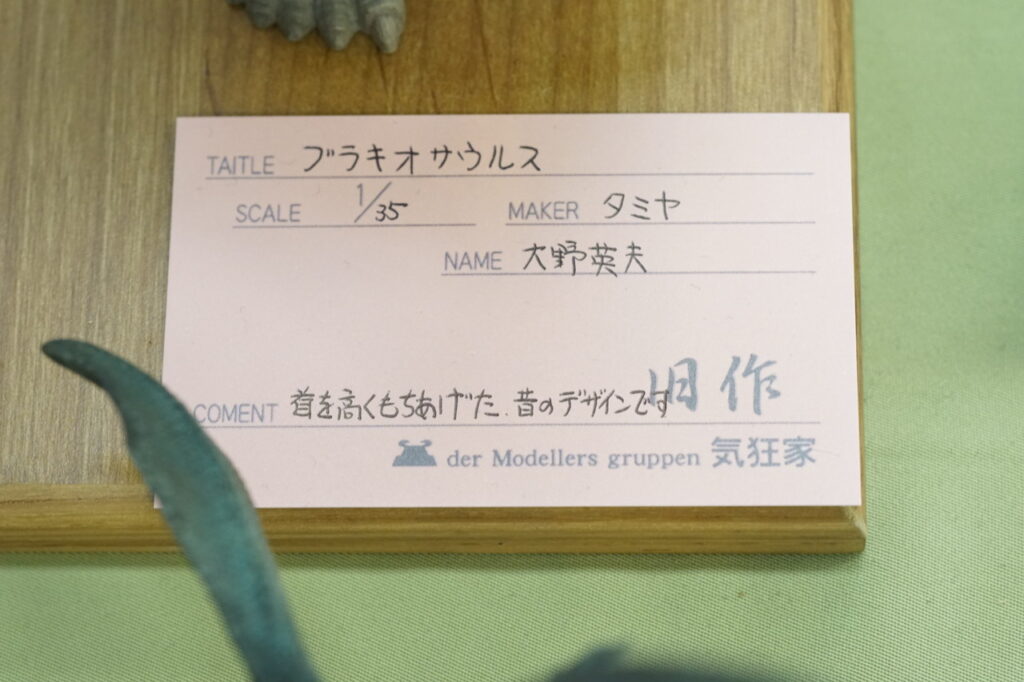 TAITLE ブラキオサウルス
SCALE 1/35 MAKER タミヤ
NAME 大野英夫
旧作
COMENT 首を高くもちあげた、昔のデザインです
der Modellers gruppen 気狂家